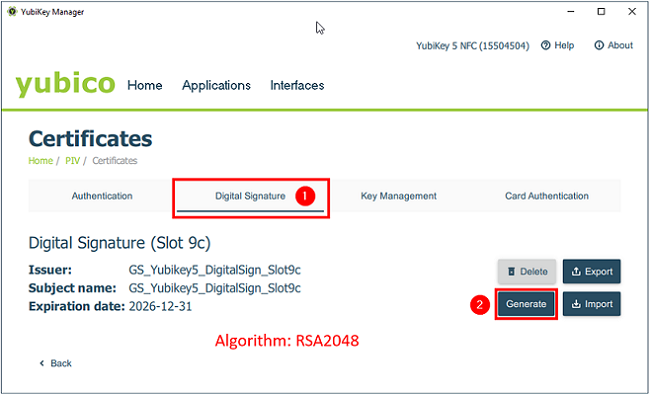 YubiKey Manager
YubiKey 5 NFC (15504504) Help About
yubico Home Applications Interfaces
Certificates
Home / PIV / Certificates
Authentication Digital Signature 1 Key Management Card Authentication
Digital Signature (Slot 9c)
Issuer: GS_Yubikey5_DigitalSign_Slot9c Delete Export
Subject name: GS_Yubikey5_DigitalSign_Slot9c
Expiration date: 2026-12-31 2 Generate Import
Algorithm: RSA2048
Back